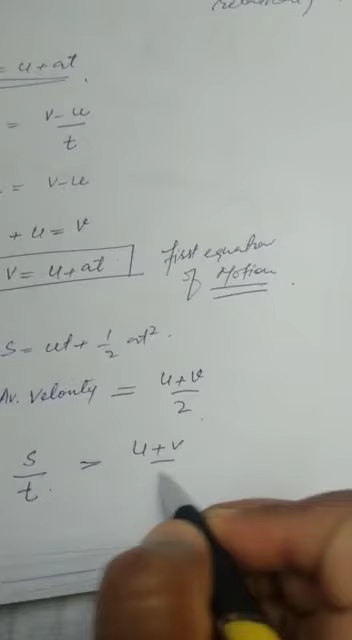 = u + at
= v - u / t
= v - u
+ u = v
v = u + at First equation of Motion
S = ut + 1/2 at²
Av. Velocity = u + v / 2
s / t = u + v